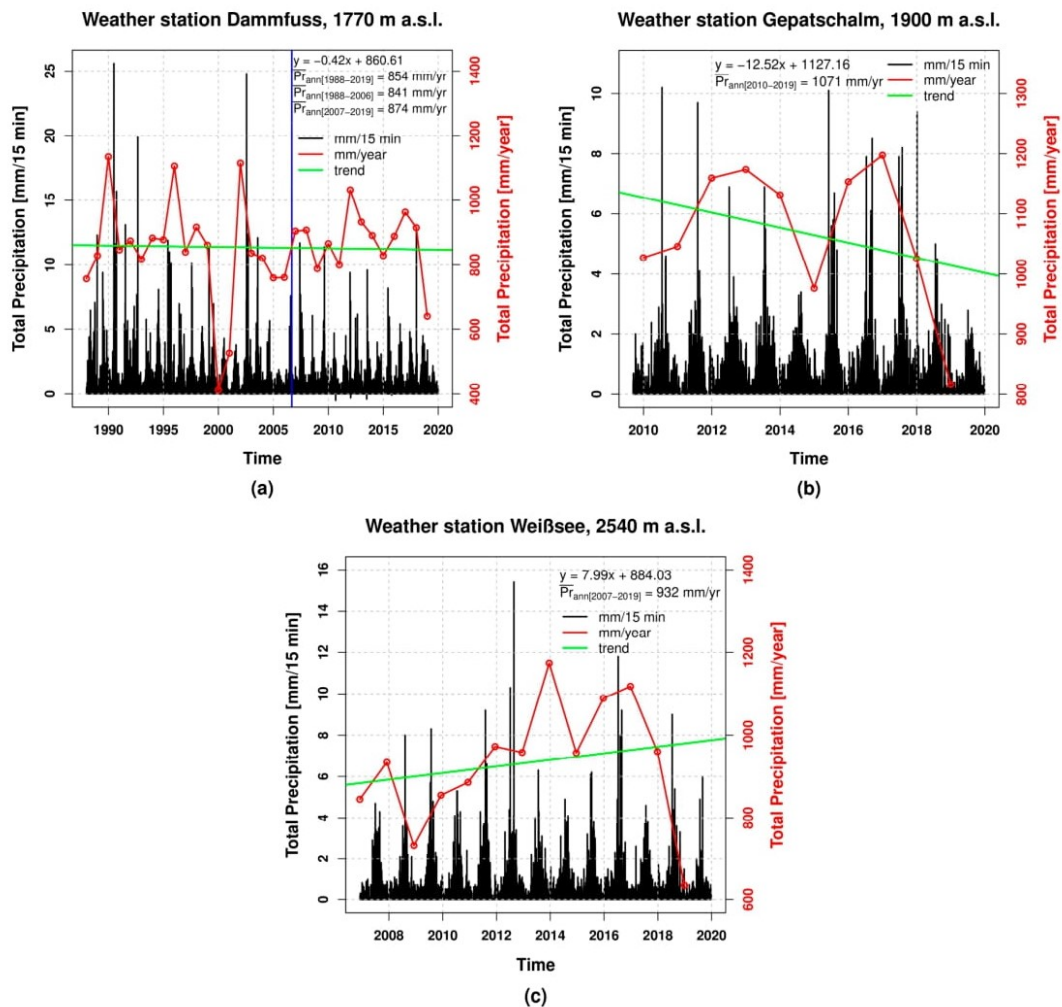 Weather station Dammfuss, 1770 m a.s.l.
y = −0.42x + 860.61
Pr ann[1988−2019] = 854 mm/yr
Pr ann[1988−2006] = 841 mm/yr
Pr ann[2007−2019] = 874 mm/yr
mm/15 min
mm/year
trend
Total Precipitation [mm/15 min]
0 5 10 15 20 25
Total Precipitation [mm/year]
400 600 800 1000 1200 1400
1990 1995 2000 2005 2010 2015 2020
Time
(a)
Weather station Gepatschalm, 1900 m a.s.l.
y = −12.52x + 1127.16
Pr ann[2010−2019] = 1071 mm/yr
mm/15 min
mm/year
trend
Total Precipitation [mm/15 min]
0 2 4 6 8 10
Total Precipitation [mm/year]
800 900 1000 1100 1200 1300
2010 2012 2014 2016 2018 2020
Time
(b)
Weather station Weißsee, 2540 m a.s.l.
y = 7.99x + 884.03
Pr ann[2007−2019] = 932 mm/yr
mm/15 min
mm/year
trend
Total Precipitation [mm/15 min]
0 2 4 6 8 10 12 14 16
Total Precipitation [mm/year]
600 800 1000 1200 1400
2008 2010 2012 2014 2016 2018 2020
Time
(c)